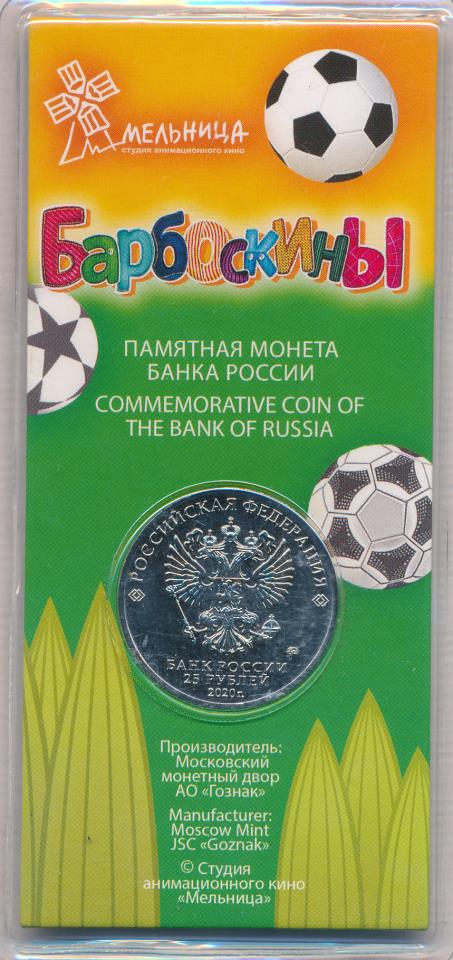 МЕЛЬНИЦА
студия анимационного кино
Барбоскины
ПАМЯТНАЯ МОНЕТА
БАНКА РОССИИ
COMMEMORATIVE COIN OF
THE BANK OF RUSSIA
РОССИЙСКАЯ ФЕДЕРАЦИЯ
БАНК РОССИИ
25 РУБЛЕЙ
2020 г.
Производитель:
Московский
монетный двор
АО «Гознак»
Manufacturer:
Moscow Mint
JSC «Goznak»
© Студия
анимационного кино
«Мельница»